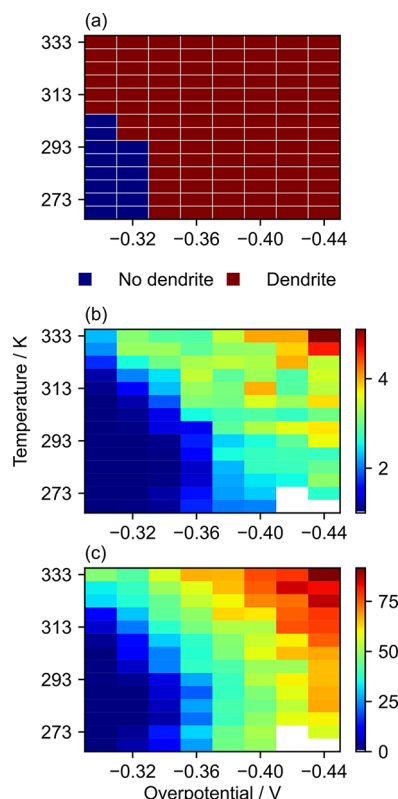 (a)
333
313
293
273
−0.32 −0.36 −0.40 −0.44
No dendrite Dendrite
(b)
Temperature / K
333
313
293
273
4
2
−0.32 −0.36 −0.40 −0.44
(c)
333
313
293
273
75
50
25
0
−0.32 −0.36 −0.40 −0.44
Overpotential / V